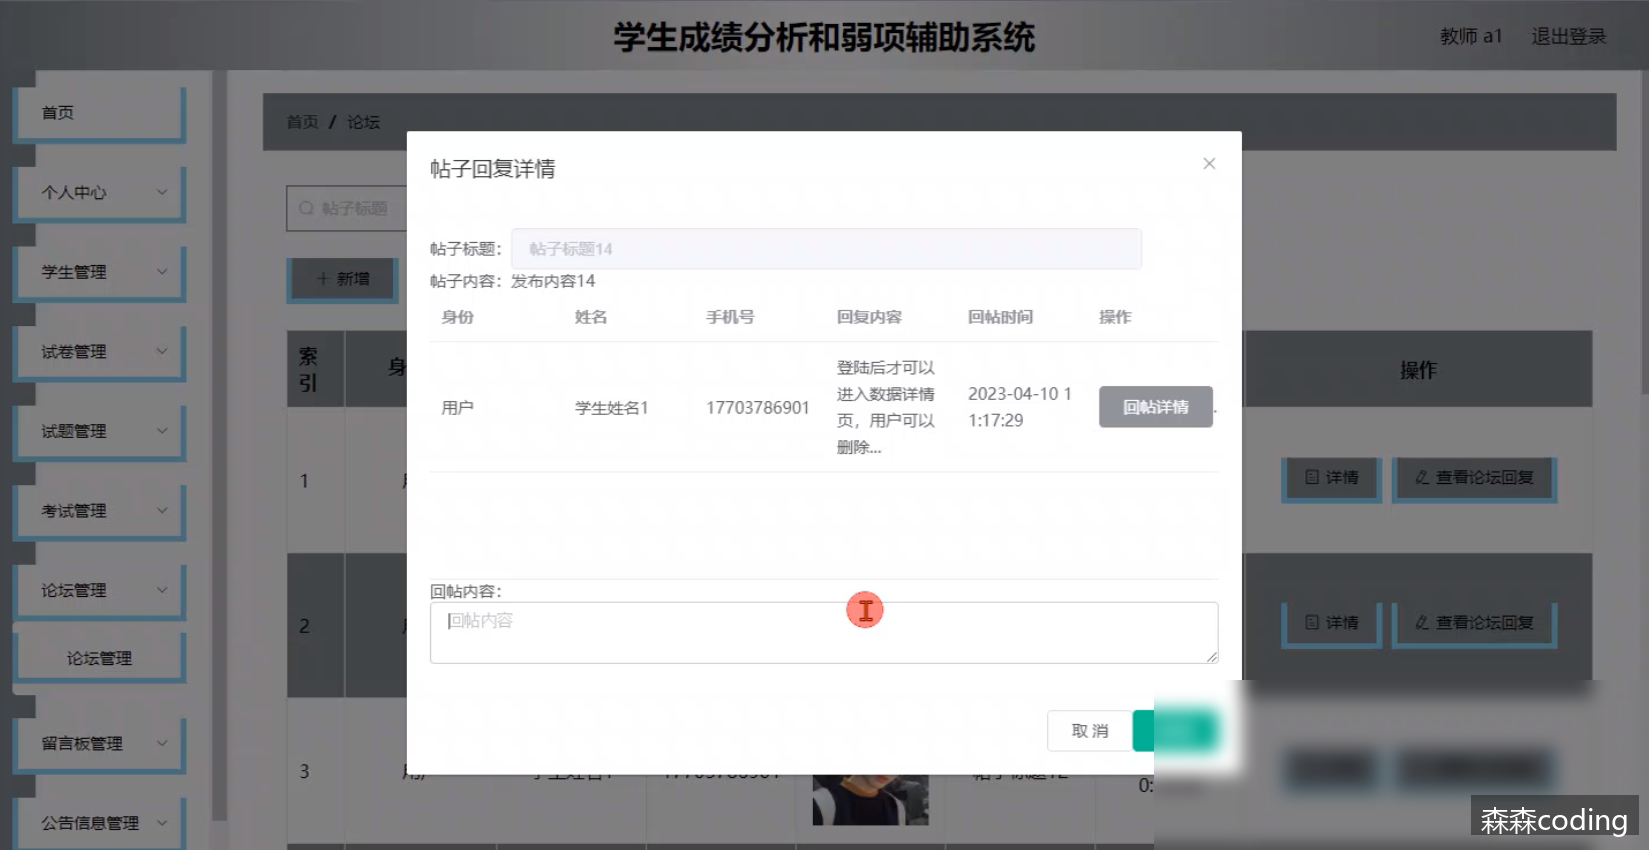 学生成绩分析和弱项辅助系统
教师 a1 退出登录
首页
个人中心
学生管理
试卷管理
试题管理
考试管理
论坛管理
论坛管理
留言板管理
公告信息管理
首页 / 论坛
帖子标题
+ 新增
索引
操作
1
详情 查看论坛回复
2
详情 查看论坛回复
3
帖子回复详情
帖子标题： 帖子标题14
帖子内容： 发布内容14
身份 姓名 手机号 回复内容 回帖时间 操作
用户 学生姓名1 17703786901
登陆后才可以
进入数据详情
页，用户可以
删除...
2023-04-10 1
1:17:29
回帖详情
回帖内容：
回帖内容
取 消
森森coding